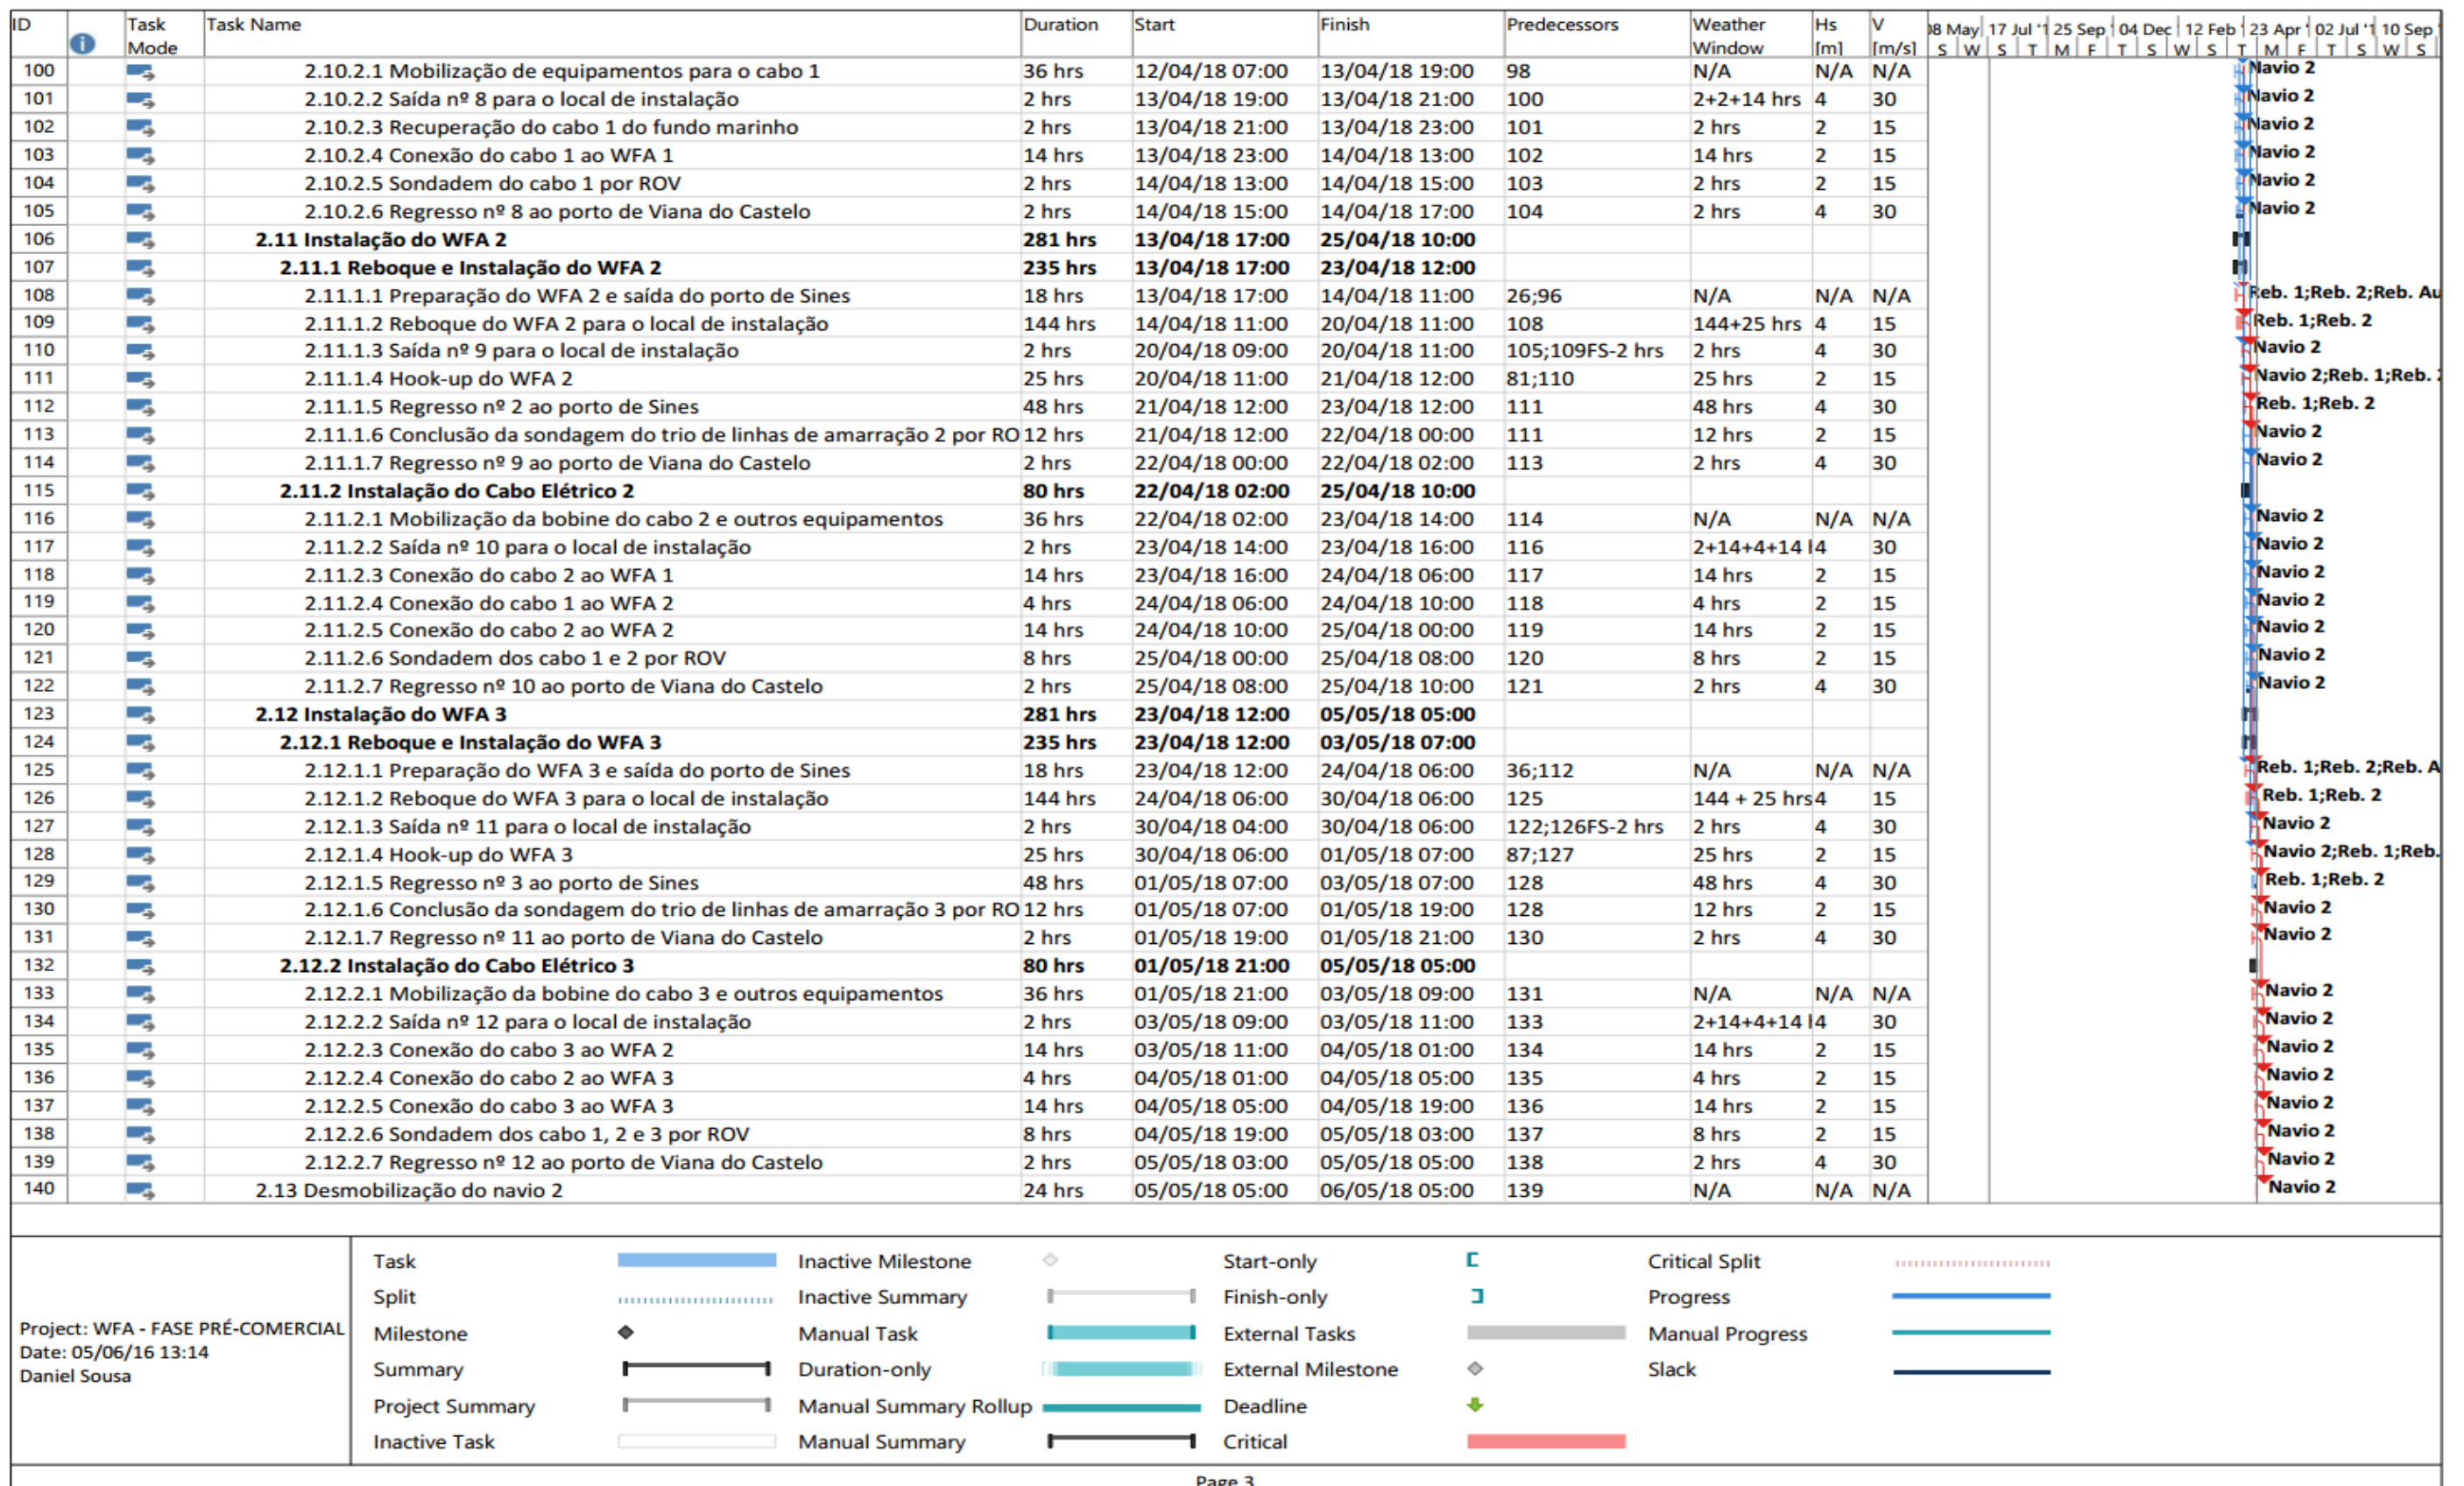 ID Task Mode Task Name Duration Start Finish Predecessors Weather Window Hs [m] V [m/s] 08 May 17 Jul '1 25 Sep ' 04 Dec 12 Feb ' 23 Apr ' 02 Jul '1 10 Sep
S W S T M F T S W S T M F T S W S
100 2.10.2.1 Mobilização de equipamentos para o cabo 1 36 hrs 12/04/18 07:00 13/04/18 19:00 98 N/A N/A N/A Navio 2
101 2.10.2.2 Saída nº 8 para o local de instalação 2 hrs 13/04/18 19:00 13/04/18 21:00 100 2+2+14 hrs 4 30 Navio 2
102 2.10.2.3 Recuperação do cabo 1 do fundo marinho 2 hrs 13/04/18 21:00 13/04/18 23:00 101 2 hrs 2 15 Navio 2
103 2.10.2.4 Conexão do cabo 1 ao WFA 1 14 hrs 13/04/18 23:00 14/04/18 13:00 102 14 hrs 2 15 Navio 2
104 2.10.2.5 Sondadem do cabo 1 por ROV 2 hrs 14/04/18 13:00 14/04/18 15:00 103 2 hrs 2 15 Navio 2
105 2.10.2.6 Regresso nº 8 ao porto de Viana do Castelo 2 hrs 14/04/18 15:00 14/04/18 17:00 104 2 hrs 4 30 Navio 2
106 2.11 Instalação do WFA 2 281 hrs 13/04/18 17:00 25/04/18 10:00
107 2.11.1 Reboque e Instalação do WFA 2 235 hrs 13/04/18 17:00 23/04/18 12:00
108 2.11.1.1 Preparação do WFA 2 e saída do porto de Sines 18 hrs 13/04/18 17:00 14/04/18 11:00 26;96 N/A N/A N/A Reb. 1;Reb. 2;Reb. Au
109 2.11.1.2 Reboque do WFA 2 para o local de instalação 144 hrs 14/04/18 11:00 20/04/18 11:00 108 144+25 hrs 4 15 Reb. 1;Reb. 2
110 2.11.1.3 Saída nº 9 para o local de instalação 2 hrs 20/04/18 09:00 20/04/18 11:00 105;109FS-2 hrs 2 hrs 4 30 Navio 2
111 2.11.1.4 Hook-up do WFA 2 25 hrs 20/04/18 11:00 21/04/18 12:00 81;110 25 hrs 2 15 Navio 2;Reb. 1;Reb. 2
112 2.11.1.5 Regresso nº 2 ao porto de Sines 48 hrs 21/04/18 12:00 23/04/18 12:00 111 48 hrs 4 30 Reb. 1;Reb. 2
113 2.11.1.6 Conclusão da sondagem do trio de linhas de amarração 2 por RO 12 hrs 21/04/18 12:00 22/04/18 00:00 111 12 hrs 2 15 Navio 2
114 2.11.1.7 Regresso nº 9 ao porto de Viana do Castelo 2 hrs 22/04/18 00:00 22/04/18 02:00 113 2 hrs 4 30 Navio 2
115 2.11.2 Instalação do Cabo Elétrico 2 80 hrs 22/04/18 02:00 25/04/18 10:00
116 2.11.2.1 Mobilização da bobine do cabo 2 e outros equipamentos 36 hrs 22/04/18 02:00 23/04/18 14:00 114 N/A N/A N/A Navio 2
117 2.11.2.2 Saída nº 10 para o local de instalação 2 hrs 23/04/18 14:00 23/04/18 16:00 116 2+14+4+14 4 30 Navio 2
118 2.11.2.3 Conexão do cabo 2 ao WFA 1 14 hrs 23/04/18 16:00 24/04/18 06:00 117 14 hrs 2 15 Navio 2
119 2.11.2.4 Conexão do cabo 1 ao WFA 2 4 hrs 24/04/18 06:00 24/04/18 10:00 118 4 hrs 2 15 Navio 2
120 2.11.2.5 Conexão do cabo 2 ao WFA 2 14 hrs 24/04/18 10:00 25/04/18 00:00 119 14 hrs 2 15 Navio 2
121 2.11.2.6 Sondadem dos cabo 1 e 2 por ROV 8 hrs 25/04/18 00:00 25/04/18 08:00 120 8 hrs 2 15 Navio 2
122 2.11.2.7 Regresso nº 10 ao porto de Viana do Castelo 2 hrs 25/04/18 08:00 25/04/18 10:00 121 2 hrs 4 30 Navio 2
123 2.12 Instalação do WFA 3 281 hrs 23/04/18 12:00 05/05/18 05:00
124 2.12.1 Reboque e Instalação do WFA 3 235 hrs 23/04/18 12:00 03/05/18 07:00
125 2.12.1.1 Preparação do WFA 3 e saída do porto de Sines 18 hrs 23/04/18 12:00 24/04/18 06:00 36;112 N/A N/A N/A Reb. 1;Reb. 2;Reb. A
126 2.12.1.2 Reboque do WFA 3 para o local de instalação 144 hrs 24/04/18 06:00 30/04/18 06:00 125 144 + 25 hrs 4 15 Reb. 1;Reb. 2
127 2.12.1.3 Saída nº 11 para o local de instalação 2 hrs 30/04/18 04:00 30/04/18 06:00 122;126FS-2 hrs 2 hrs 4 30 Navio 2
128 2.12.1.4 Hook-up do WFA 3 25 hrs 30/04/18 06:00 01/05/18 07:00 87;127 25 hrs 2 15 Navio 2;Reb. 1;Reb.
129 2.12.1.5 Regresso nº 3 ao porto de Sines 48 hrs 01/05/18 07:00 03/05/18 07:00 128 48 hrs 4 30 Reb. 1;Reb. 2
130 2.12.1.6 Conclusão da sondagem do trio de linhas de amarração 3 por RO 12 hrs 01/05/18 07:00 01/05/18 19:00 128 12 hrs 2 15 Navio 2
131 2.12.1.7 Regresso nº 11 ao porto de Viana do Castelo 2 hrs 01/05/18 19:00 01/05/18 21:00 130 2 hrs 4 30 Navio 2
132 2.12.2 Instalação do Cabo Elétrico 3 80 hrs 01/05/18 21:00 05/05/18 05:00
133 2.12.2.1 Mobilização da bobine do cabo 3 e outros equipamentos 36 hrs 01/05/18 21:00 03/05/18 09:00 131 N/A N/A N/A Navio 2
134 2.12.2.2 Saída nº 12 para o local de instalação 2 hrs 03/05/18 09:00 03/05/18 11:00 133 2+14+4+14 4 30 Navio 2
135 2.12.2.3 Conexão do cabo 3 ao WFA 2 14 hrs 03/05/18 11:00 04/05/18 01:00 134 14 hrs 2 15 Navio 2
136 2.12.2.4 Conexão do cabo 2 ao WFA 3 4 hrs 04/05/18 01:00 04/05/18 05:00 135 4 hrs 2 15 Navio 2
137 2.12.2.5 Conexão do cabo 3 ao WFA 3 14 hrs 04/05/18 05:00 04/05/18 19:00 136 14 hrs 2 15 Navio 2
138 2.12.2.6 Sondadem dos cabo 1, 2 e 3 por ROV 8 hrs 04/05/18 19:00 05/05/18 03:00 137 8 hrs 2 15 Navio 2
139 2.12.2.7 Regresso nº 12 ao porto de Viana do Castelo 2 hrs 05/05/18 03:00 05/05/18 05:00 138 2 hrs 4 30 Navio 2
140 2.13 Desmobilização do navio 2 24 hrs 05/05/18 05:00 06/05/18 05:00 139 N/A N/A N/A Navio 2
Project: WFA - FASE PRÉ-COMERCIAL
Date: 05/06/16 13:14
Daniel Sousa
Task Inactive Milestone Start-only Critical Split
Split Inactive Summary Finish-only Progress
Milestone Manual Task External Tasks Manual Progress
Summary Duration-only External Milestone Slack
Project Summary Manual Summary Rollup Deadline
Inactive Task Manual Summary Critical
Page 3